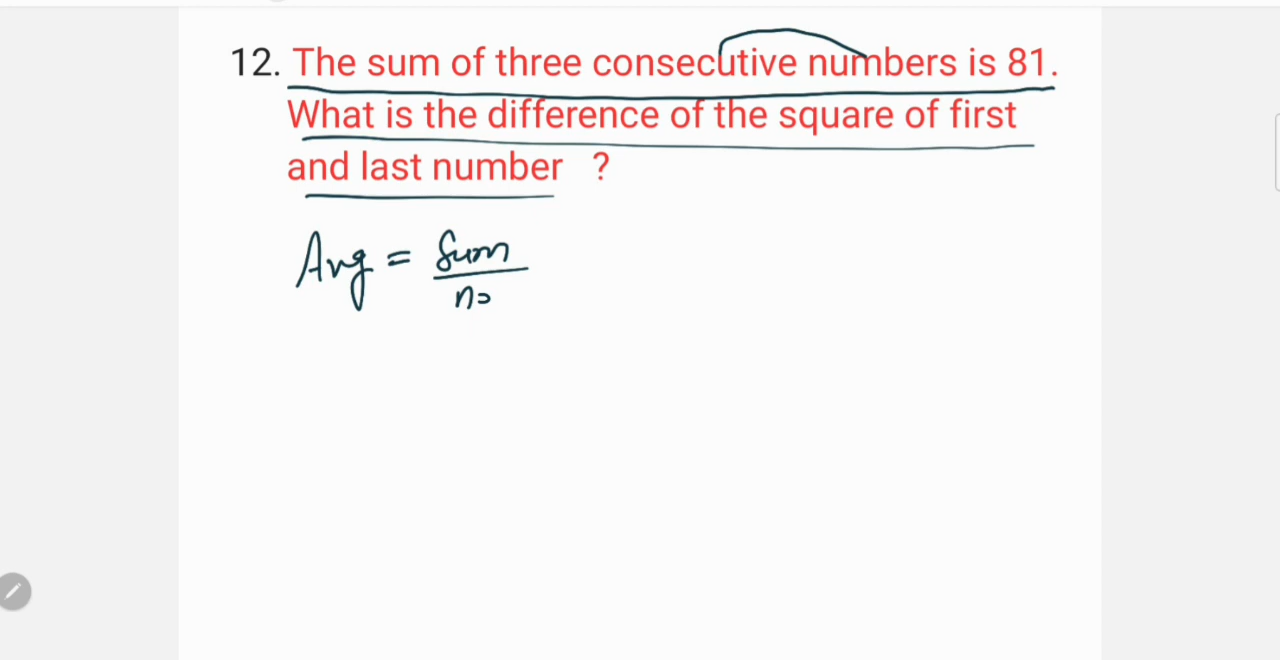 12. The sum of three consecutive numbers is 81.
What is the difference of the square of first
and last number ?
Avg = Sum
no